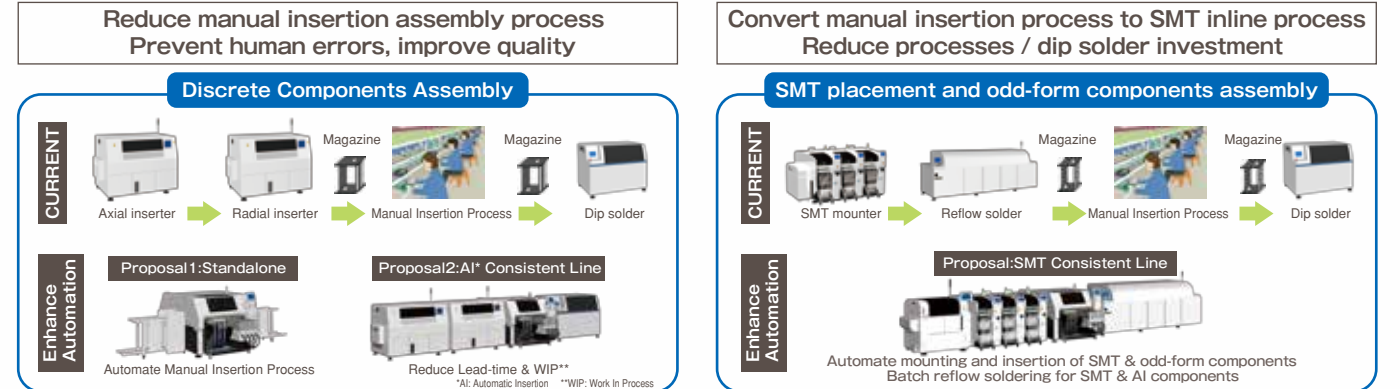 Reduce manual insertion assembly process
Prevent human errors, improve quality
Discrete Components Assembly
CURRENT
Magazine
Magazine
Axial inserter
Radial inserter
Manual Insertion Process
Dip solder
Enhance
Automation
Proposal1:Standalone
Automate Manual Insertion Process
Proposal2:AI* Consistent Line
Reduce Lead-time & WIP**
*AI: Automatic Insertion **WIP: Work In Process
Convert manual insertion process to SMT inline process
Reduce processes / dip solder investment
SMT placement and odd-form components assembly
CURRENT
Magazine
Magazine
SMT mounter
Reflow solder
Manual Insertion Process
Dip solder
Enhance
Automation
Proposal:SMT Consistent Line
Automate mounting and insertion of SMT & odd-form components
Batch reflow soldering for SMT & AI components